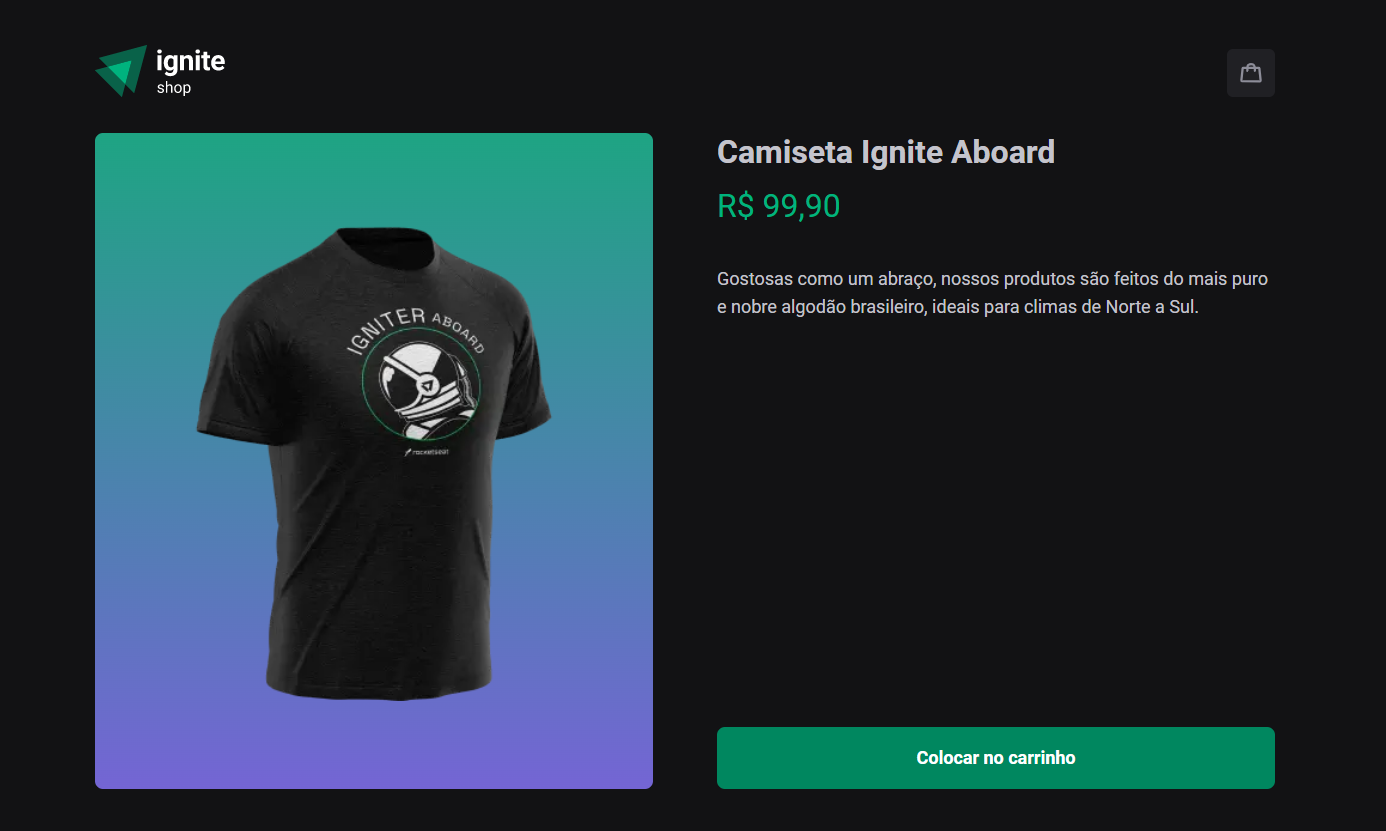 ignite
shop
Camiseta Ignite Aboard
R$ 99,90
Gostosas como um abraço, nossos produtos são feitos do mais puro
e nobre algodão brasileiro, ideais para climas de Norte a Sul.
IGNITER ABOARD
rocketseat
Colocar no carrinho